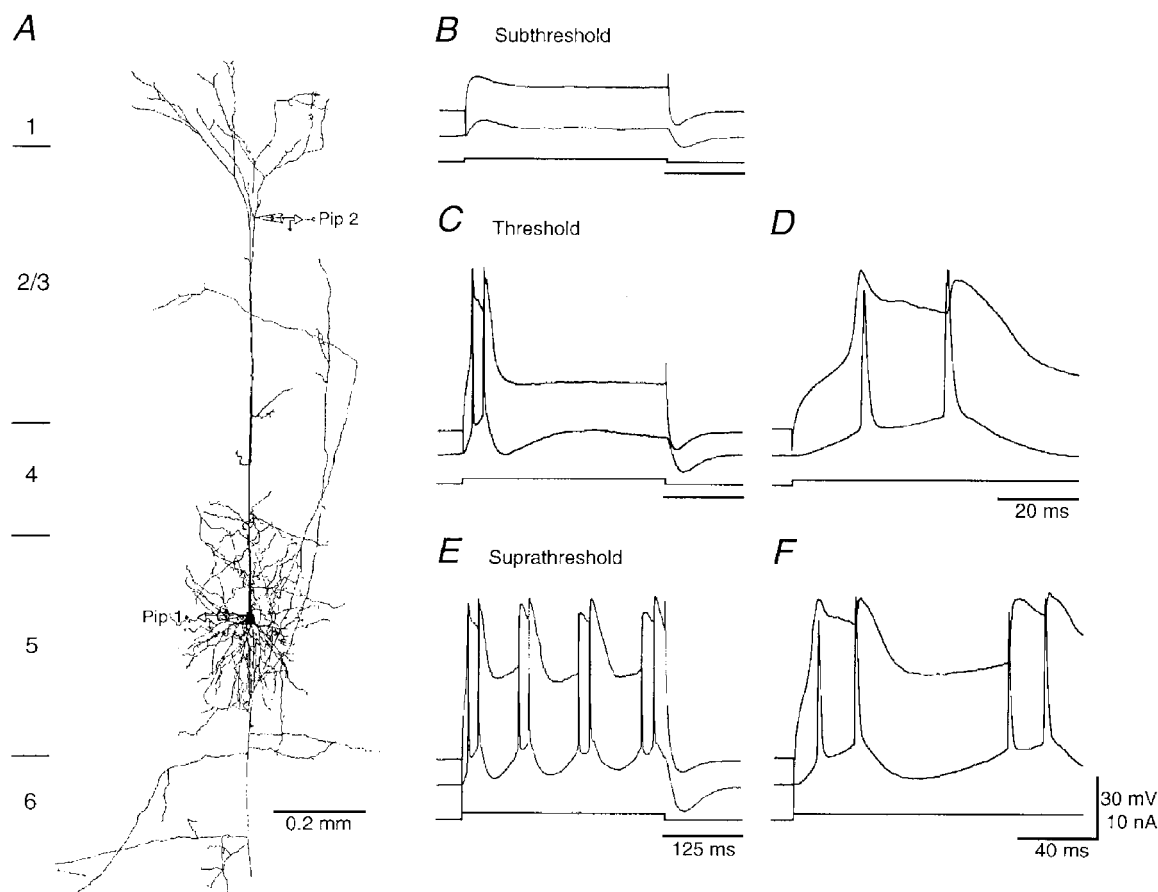 A
1
2/3
4
5
6
Pip 2
Pip 1
0.2 mm
B Subthreshold
C Threshold
D
20 ms
E Suprathreshold
F
125 ms
30 mV
10 nA
40 ms